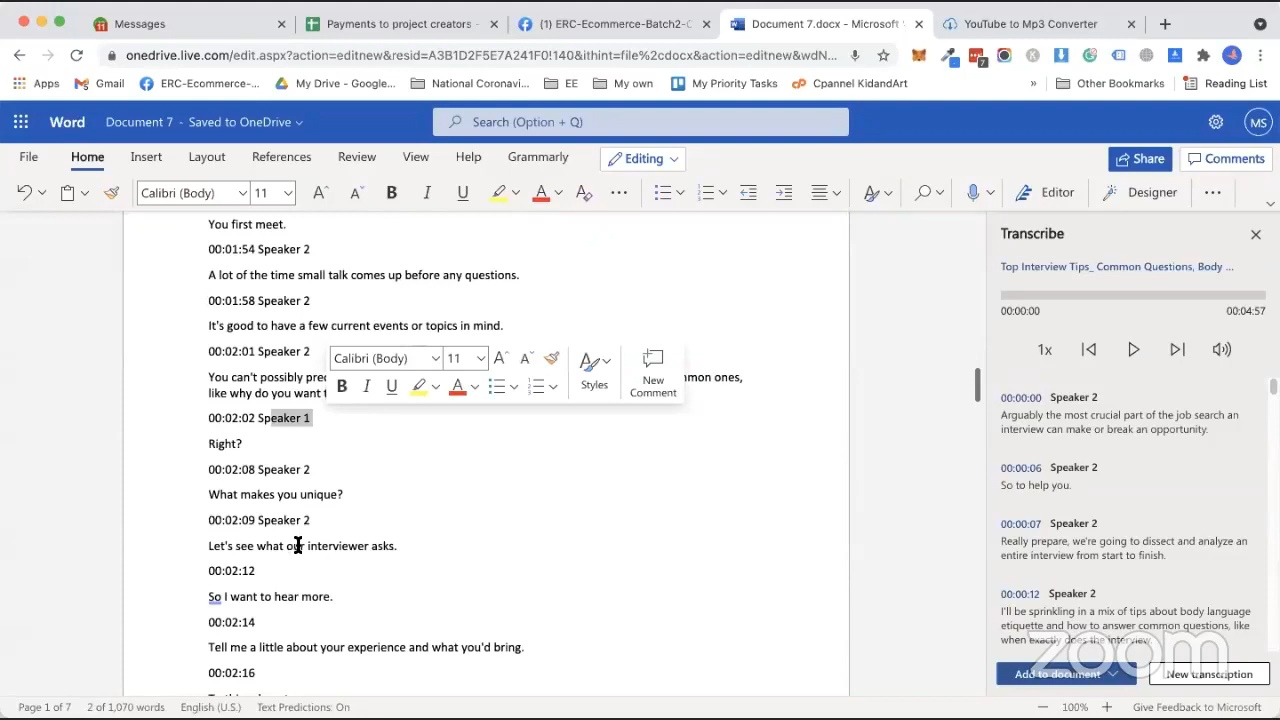 Messages
Payments to project creators -
(1) ERC-Ecommerce-Batch2-C
Document 7.docx - Microsoft
YouTube to Mp3 Converter
onedrive.live.com/edit.aspx?action=editnew&resid=A3B1D2F5E7A241F0!140&ithint=file%2cdocx&action=editnew&wdN...
7
Apps
Gmail
ERC-Ecommerce-...
My Drive - Google...
National Coronavi...
EE
My own
My Priority Tasks
Cpannel KidandArt
»
Other Bookmarks
Reading List
Word
Document 7 - Saved to OneDrive
Search (Option + Q)
MS
File
Home
Insert
Layout
References
Review
View
Help
Grammarly
Editing
Share
Comments
Calibri (Body)
11
Editor
Designer
You first meet.
00:01:54 Speaker 2
A lot of the time small talk comes up before any questions.
00:01:58 Speaker 2
It's good to have a few current events or topics in mind.
00:02:01 Speaker 2
You can't possibly pred
mmon ones,
like why do you want t
Calibri (Body)
11
Styles
New
Comment
00:02:02 Speaker 1
Right?
00:02:08 Speaker 2
What makes you unique?
00:02:09 Speaker 2
Let's see what our interviewer asks.
00:02:12
So I want to hear more.
00:02:14
Tell me a little about your experience and what you'd bring.
00:02:16
Transcribe
Top Interview Tips_ Common Questions, Body ...
00:00:00
00:04:57
1x
00:00:00 Speaker 2
Arguably the most crucial part of the job search an
interview can make or break an opportunity.
00:00:06 Speaker 2
So to help you.
00:00:07 Speaker 2
Really prepare, we're going to dissect and analyze an
entire interview from start to finish.
00:00:12 Speaker 2
I'll be sprinkling in a mix of tips about body language
etiquette and how to answer common questions, like
when exactly does the interview.
zoom
Add to document
New transcription
Page 1 of 7
2 of 1,070 words
English (U.S.)
Text Predictions: On
100%
Give Feedback to Microsoft